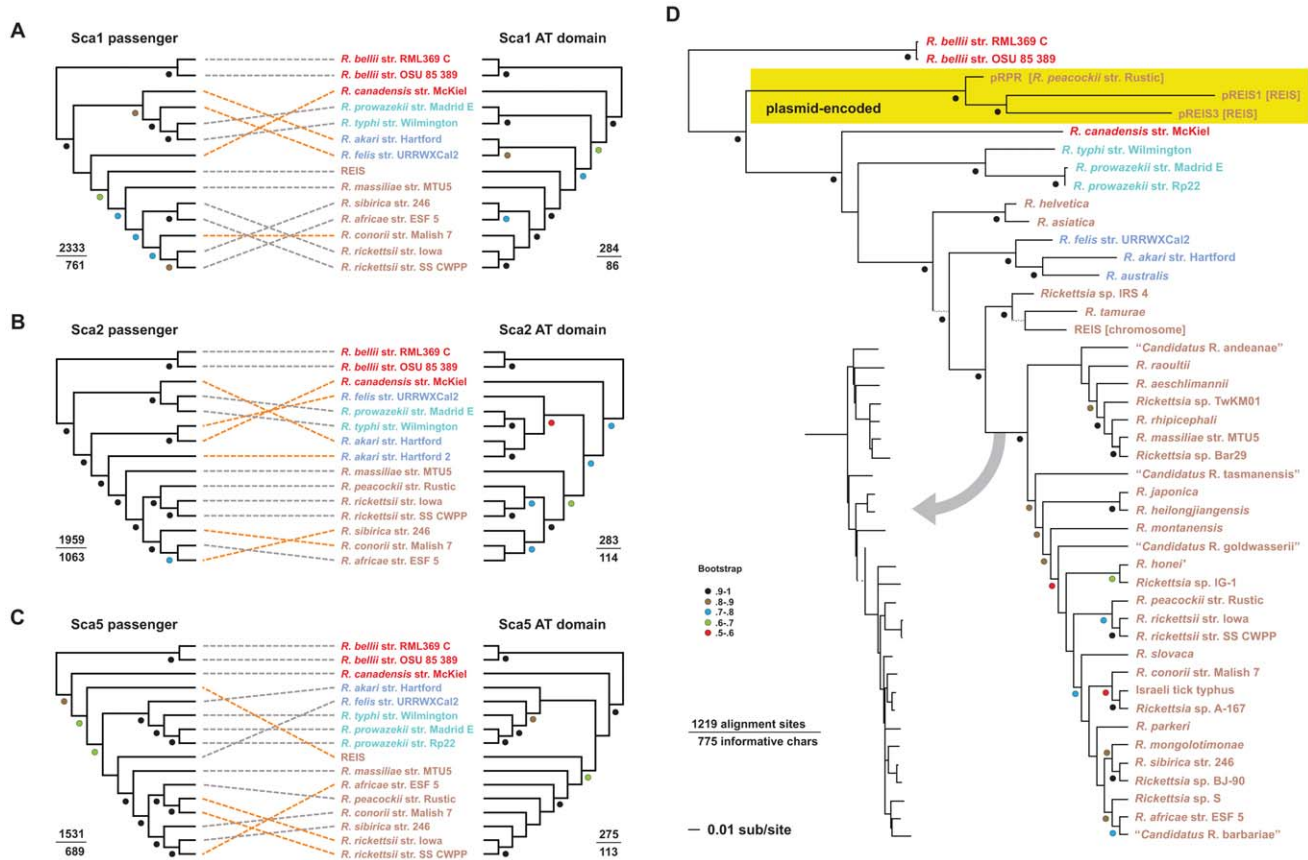 A
Sca1 passenger
Sca1 AT domain
R. bellii str. RML369 C
R. bellii str. OSU 85 389
R. canadensis str. McKiel
R. prowazekii str. Madrid E
R. typhi str. Wilmington
R. akari str. Hartford
R. felis str. URRWXCal2
REIS
R. massiliae str. MTU5
R. sibirica str. 246
R. africae str. ESF 5
R. conorii str. Malish 7
R. rickettsii str. Iowa
R. rickettsii str. SS CWPP
2333
761
284
86
B
Sca2 passenger
Sca2 AT domain
R. bellii str. RML369 C
R. bellii str. OSU 85 389
R. canadensis str. McKiel
R. felis str. URRWXCal2
R. prowazekii str. Madrid E
R. typhi str. Wilmington
R. akari str. Hartford
R. akari str. Hartford 2
R. massiliae str. MTU5
R. peacockii str. Rustic
R. rickettsii str. Iowa
R. rickettsii str. SS CWPP
R. sibirica str. 246
R. conorii str. Malish 7
R. africae str. ESF 5
1959
1063
283
114
C
Sca5 passenger
Sca5 AT domain
R. bellii str. RML369 C
R. bellii str. OSU 85 389
R. canadensis str. McKiel
R. akari str. Hartford
R. felis str. URRWXCal2
R. typhi str. Wilmington
R. prowazekii str. Madrid E
R. prowazekii str. Rp22
REIS
R. massiliae str. MTU5
R. africae str. ESF 5
R. peacockii str. Rustic
R. conorii str. Malish 7
R. sibirica str. 246
R. rickettsii str. Iowa
R. rickettsii str. SS CWPP
1531
689
275
113
D
R. bellii str. RML369 C
R. bellii str. OSU 85 389
plasmid-encoded
pRPR [R. peacockii str. Rustic]
pREIS1 [REIS]
pREIS3 [REIS]
R. canadensis str. McKiel
R. typhi str. Wilmington
R. prowazekii str. Madrid E
R. prowazekii str. Rp22
R. helvetica
R. asiatica
R. felis str. URRWXCal2
R. akari str. Hartford
R. australis
Rickettsia sp. IRS 4
R. tamurae
REIS [chromosome]
“Candidatus R. andeanae”
R. raoultii
R. aeschlimannii
Rickettsia sp. TwKM01
R. rhipicephali
R. massiliae str. MTU5
Rickettsia sp. Bar29
“Candidatus R. tasmanensis”
R. japonica
R. heilongjiangensis
R. montanensis
“Candidatus R. goldwasserii”
R. honei'
Rickettsia sp. IG-1
R. peacockii str. Rustic
R. rickettsii str. Iowa
R. rickettsii str. SS CWPP
R. slovaca
R. conorii str. Malish 7
Israeli tick typhus
Rickettsia sp. A-167
R. parkeri
R. mongolotimonae
R. sibirica str. 246
Rickettsia sp. BJ-90
Rickettsia sp. S
R. africae str. ESF 5
“Candidatus R. barbariae”
Bootstrap
.9-1
.8-.9
.7-.8
.6-.7
.5-.6
1219 alignment sites
775 informative chars
0.01 sub/site